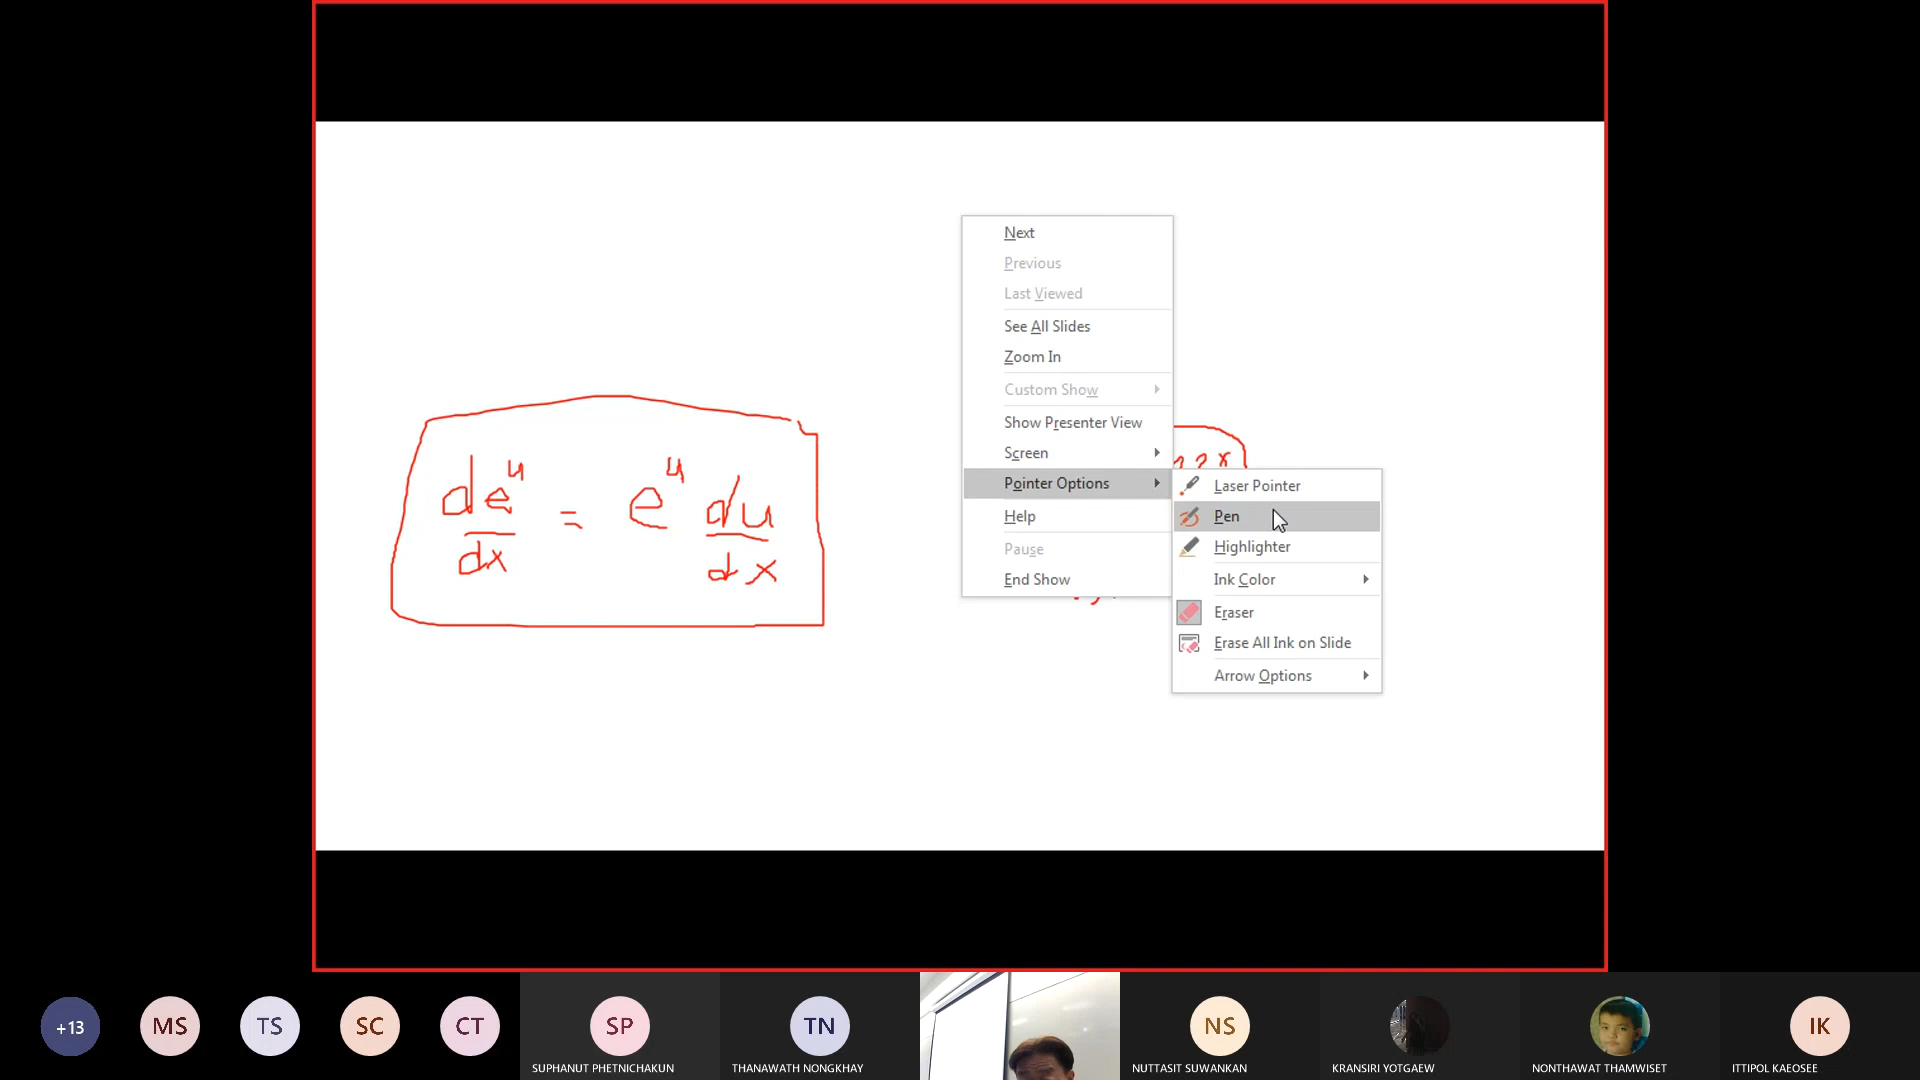 Next
Previous
Last Viewed
See All Slides
Zoom In
Custom Show
Show Presenter View
Screen
Pointer Options
Help
Pause
End Show
Laser Pointer
Pen
Highlighter
Ink Color
Eraser
Erase All Ink on Slide
Arrow Options
de^u = e^u du
dx dx
+13 MS TS SC CT SP TN NS IK
SUPHANUT PHETNICHAKUN THANAWATH NONGKHAY NUTTASIT SUWANKAN KRANSIRI YOTGAEW NONTHAWAT THAMWISET ITTIPOL KAEOSEE